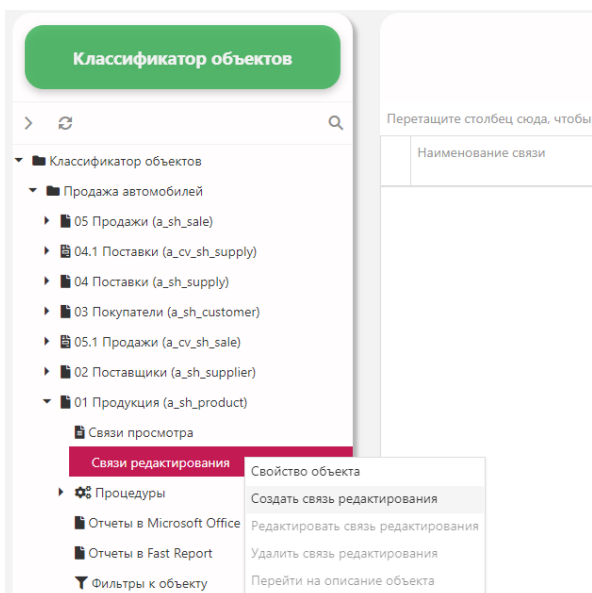 Классификатор объектов
Перетащите столбец сюда, чтобы
Наименование связи
Классификатор объектов
Продажа автомобилей
05 Продажи (a_sh_sale)
04.1 Поставки (a_cv_sh_supply)
04 Поставки (a_sh_supply)
03 Покупатели (a_sh_customer)
05.1 Продажи (a_cv_sh_sale)
02 Поставщики (a_sh_supplier)
01 Продукция (a_sh_product)
Связи просмотра
Связи редактирования
Процедуры
Отчеты в Microsoft Office
Отчеты в Fast Report
Фильтры к объекту
Свойство объекта
Создать связь редактирования
Редактировать связь редактирования
Удалить связь редактирования
Перейти на описание объекта